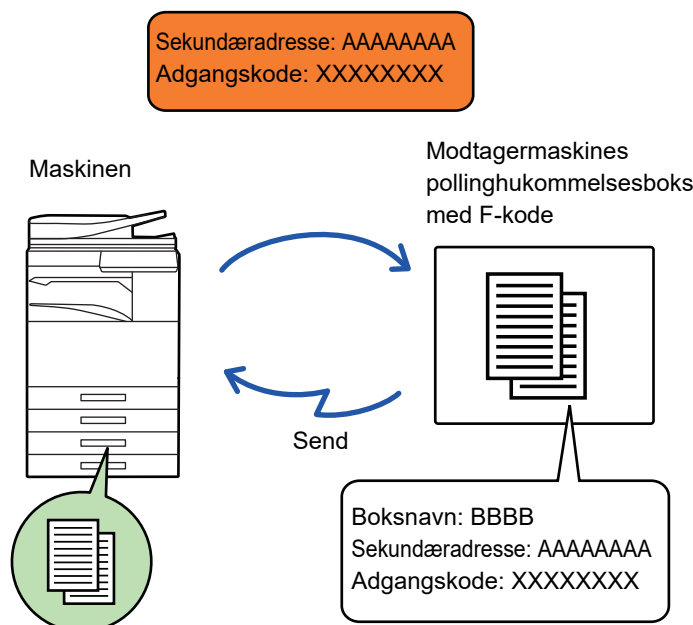 Sekundæradresse: AAAAAAAA
Adgangskode: XXXXXXXX
Maskinen
Modtagermaskines
pollinghukommelsesboks
med F-kode
Send
Boksnavn: BBBB
Sekundæradresse: AAAAAAAA
Adgangskode: XXXXXXXX